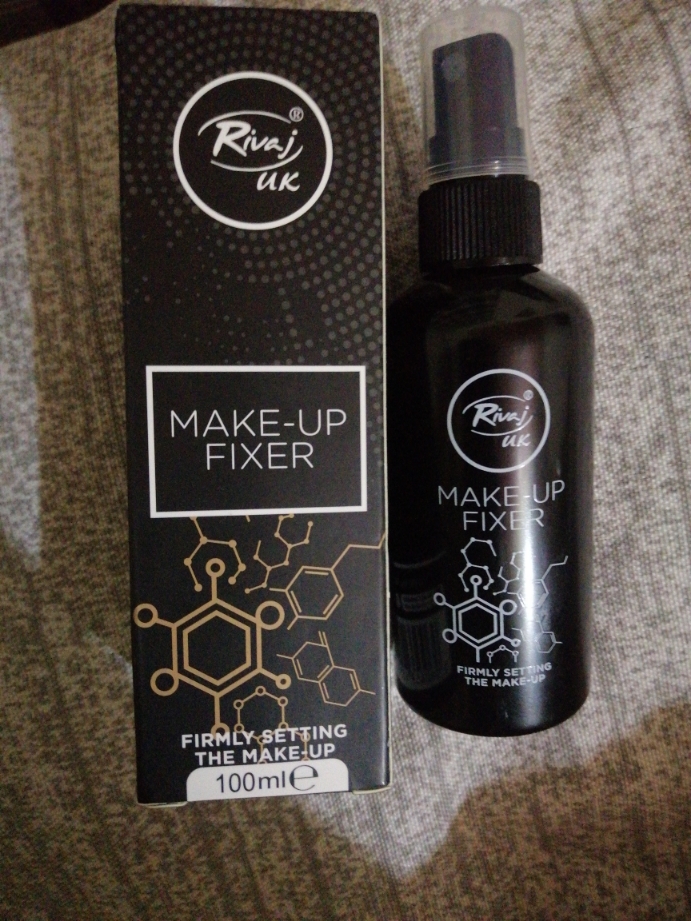 Rivaj®
UK
MAKE-UP
FIXER
FIRMLY SETTING
THE MAKE-UP
100ml e
Rivaj®
UK
MAKE-UP
FIXER
FIRMLY SETTING
THE MAKE-UP